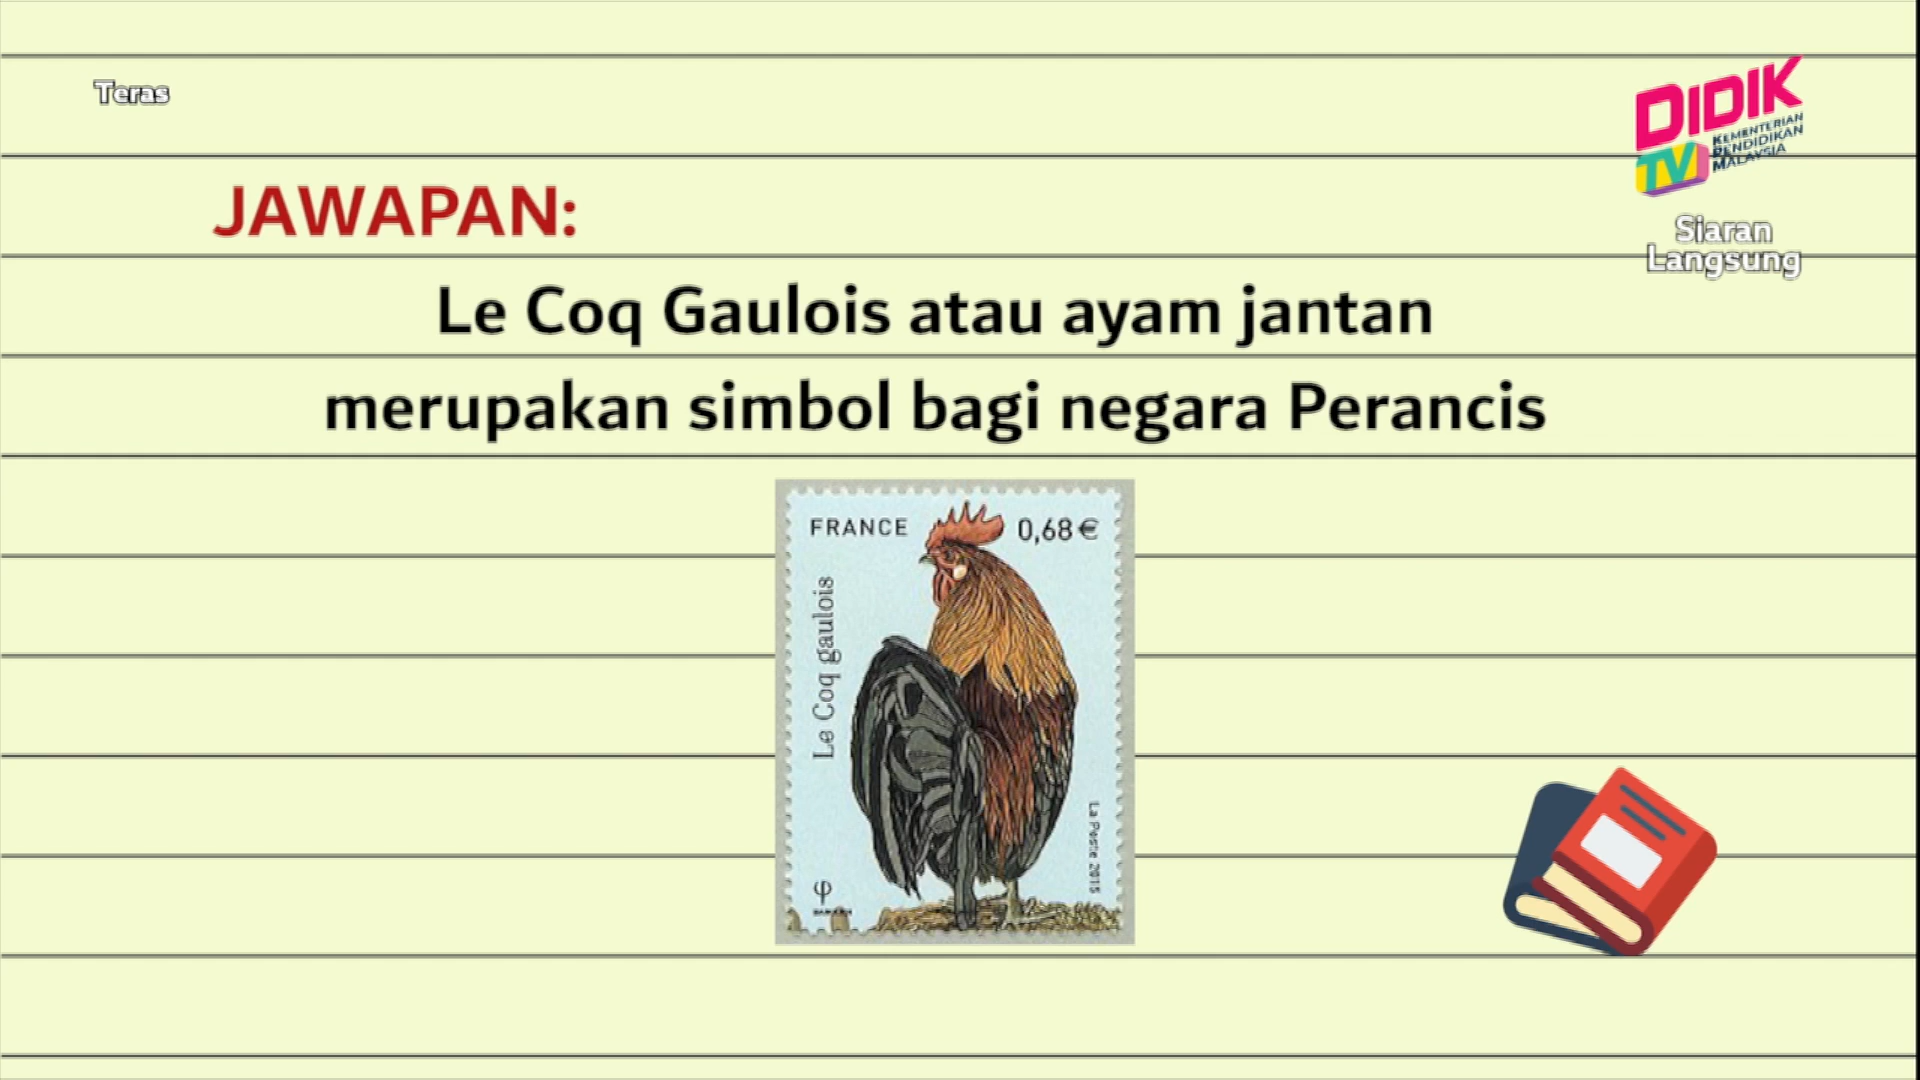 Teras
DIDIK
TV
KEMENTERIAN
PENDIDIKAN
MALAYSIA
Siaran
Langsung
JAWAPAN:
Le Coq Gaulois atau ayam jantan
merupakan simbol bagi negara Perancis
FRANCE
0,68€
Le Coq gaulois
La Poste 2015